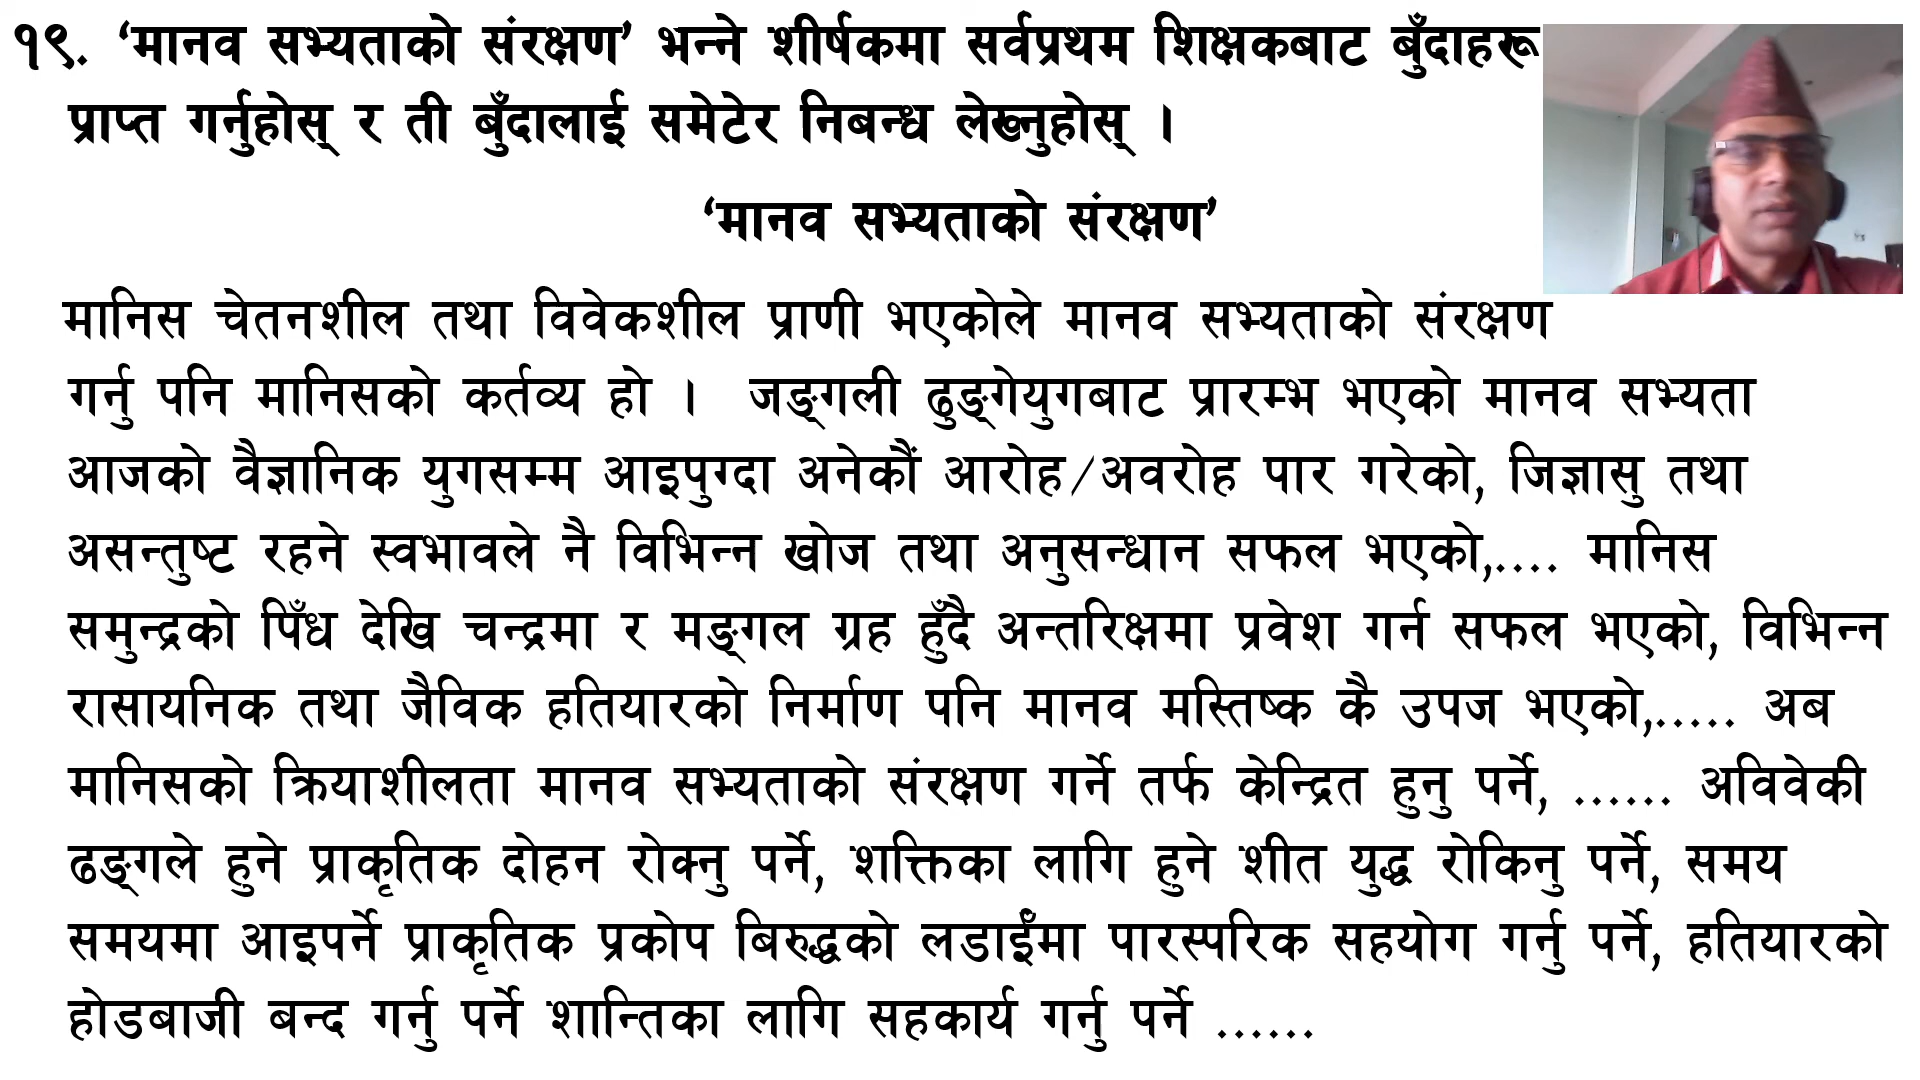 १९. ‘मानव सभ्यताको संरक्षण’ भन्ने शीर्षकमा सर्वप्रथम शिक्षकबाट बुँदाहरू
प्राप्त गर्नुहोस् र ती बुँदालाई समेटेर निबन्ध लेख्नुहोस् ।
‘मानव सभ्यताको संरक्षण’
मानिस चेतनशील तथा विवेकशील प्राणी भएकोले मानव सभ्यताको संरक्षण
गर्नु पनि मानिसको कर्तव्य हो । जङ्गली ढुङ्गेयुगबाट प्रारम्भ भएको मानव सभ्यता
आजको वैज्ञानिक युगसम्म आइपुग्दा अनेकौं आरोह/अवरोह पार गरेको, जिज्ञासु तथा
असन्तुष्ट रहने स्वभावले नै विभिन्न खोज तथा अनुसन्धान सफल भएको,.... मानिस
समुन्द्रको पिँध देखि चन्द्रमा र मङ्गल ग्रह हुँदै अन्तरिक्षमा प्रवेश गर्न सफल भएको, विभिन्न
रासायनिक तथा जैविक हतियारको निर्माण पनि मानव मस्तिष्क कै उपज भएको,..... अब
मानिसको क्रियाशीलता मानव सभ्यताको संरक्षण गर्ने तर्फ केन्द्रित हुनु पर्ने, ...... अविवेकी
ढङ्गले हुने प्राकृतिक दोहन रोक्नु पर्ने, शक्तिका लागि हुने शीत युद्ध रोकिनु पर्ने, समय
समयमा आइपर्ने प्राकृतिक प्रकोप बिरुद्धको लडाइँमा पारस्परिक सहयोग गर्नु पर्ने, हतियारको
होडबाजी बन्द गर्नु पर्ने शान्तिका लागि सहकार्य गर्नु पर्ने ......